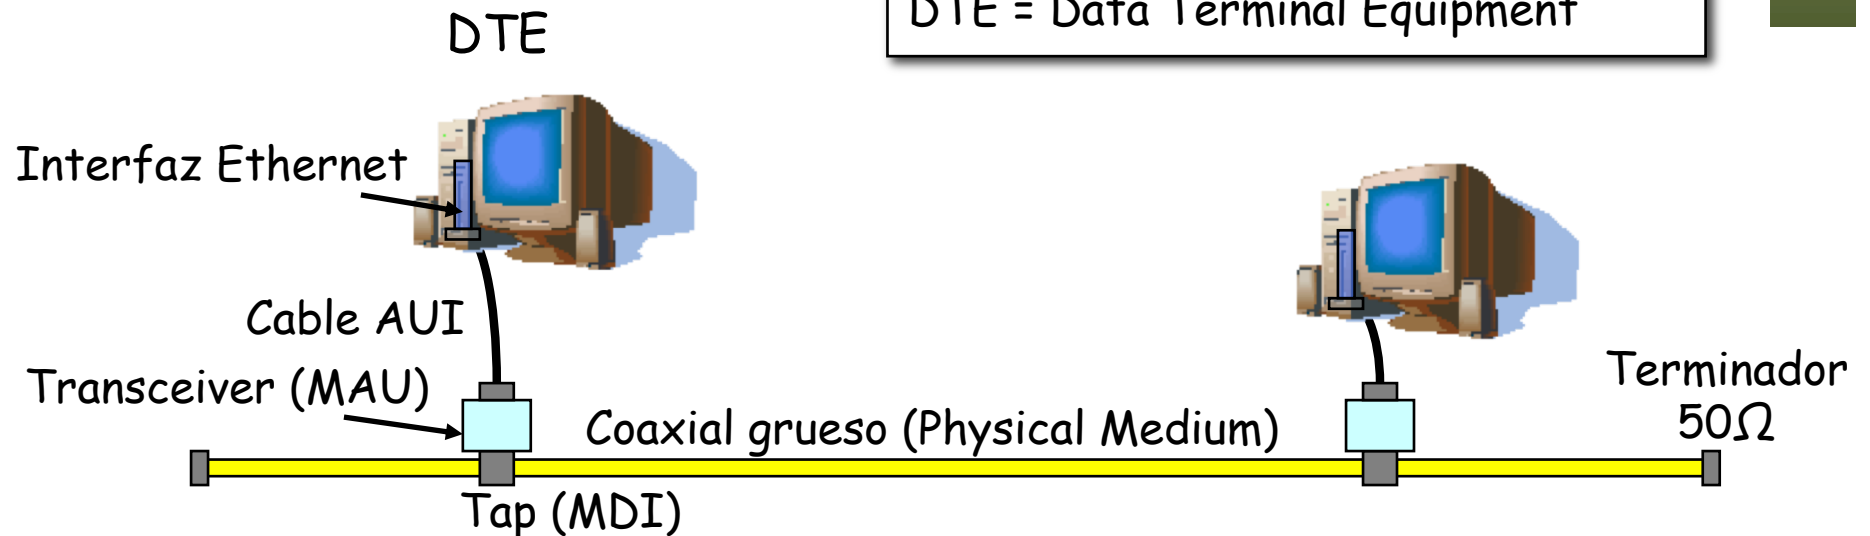 DTE = Data Terminal Equipment
DTE
Interfaz Ethernet
Cable AUI
Transceiver (MAU)
Coaxial grueso (Physical Medium)
Terminador
50Ω
Tap (MDI)